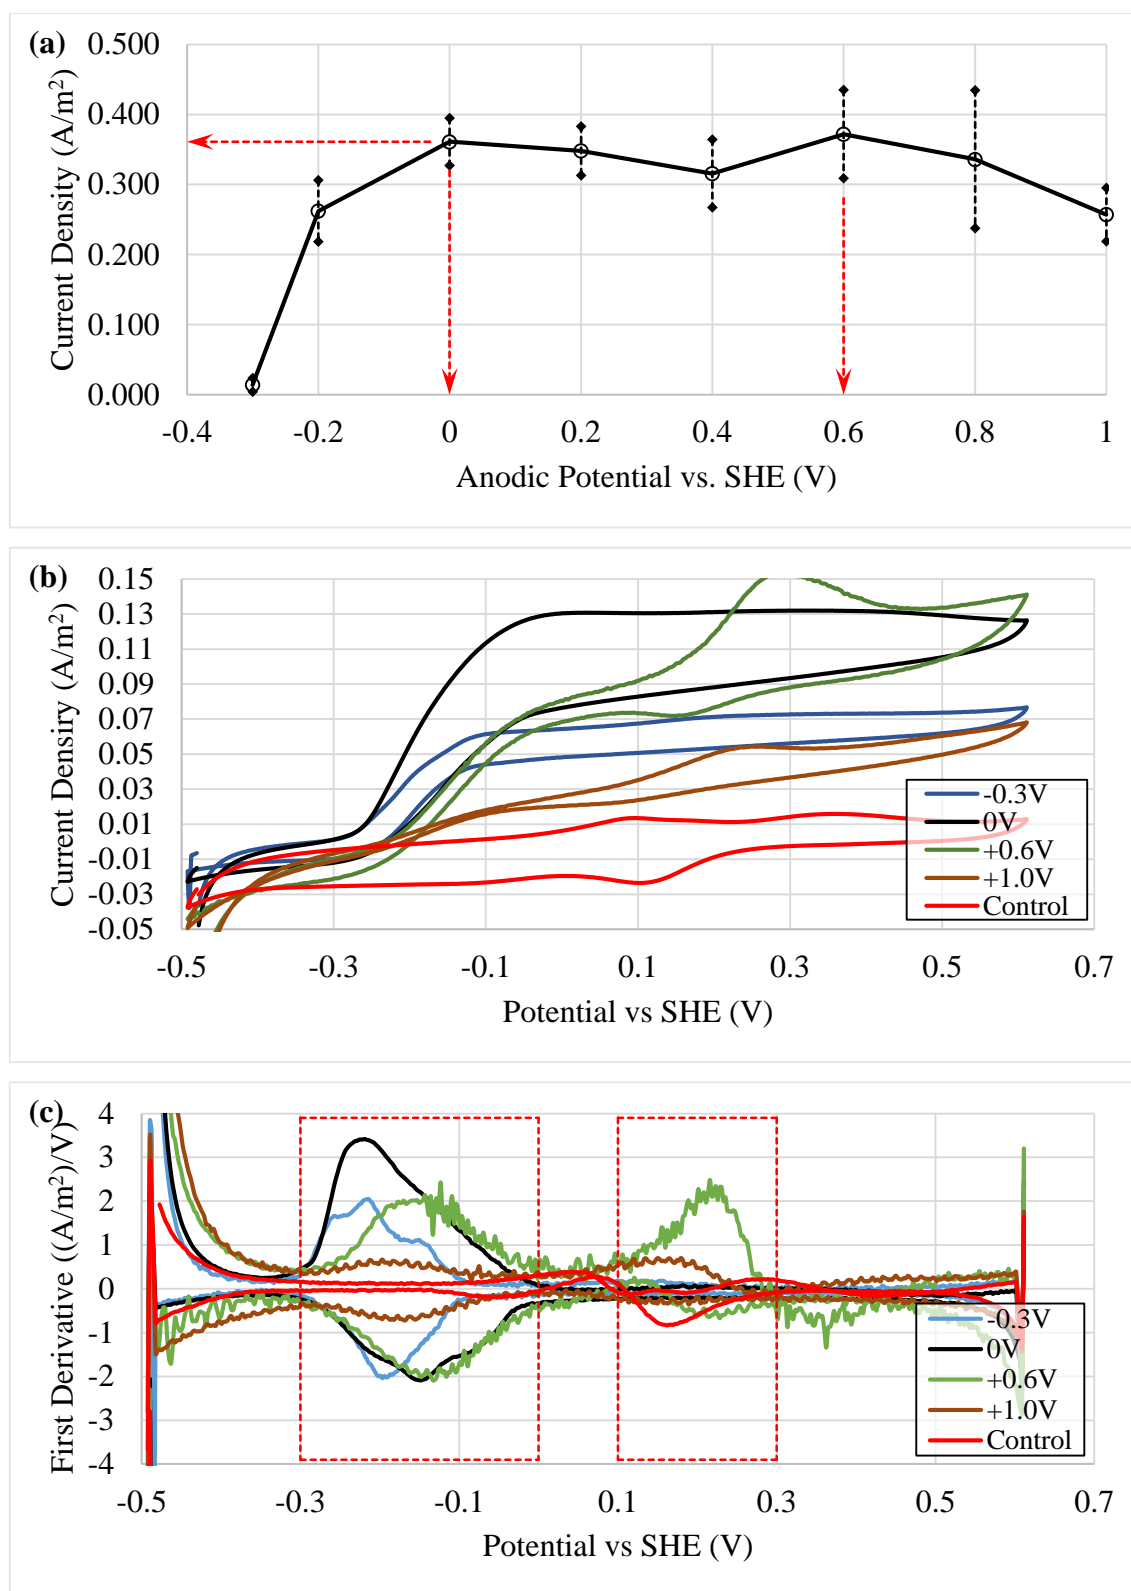 (a)
Current Density (A/m²)
0.500
0.400
0.300
0.200
0.100
0.000
-0.4 -0.2 0 0.2 0.4 0.6 0.8 1
Anodic Potential vs. SHE (V)
(b)
Current Densiry (A/m²)
0.15
0.13
0.11
0.09
0.07
0.05
0.03
0.01
-0.01
-0.03
-0.05
-0.3V
0V
+0.6V
+1.0V
Control
-0.5 -0.3 -0.1 0.1 0.3 0.5 0.7
Potential vs SHE (V)
(c)
First Derivative ((A/m²)/V)
4
3
2
1
0
-1
-2
-3
-4
-0.3V
0V
+0.6V
+1.0V
Control
-0.5 -0.3 -0.1 0.1 0.3 0.5 0.7
Potential vs SHE (V)